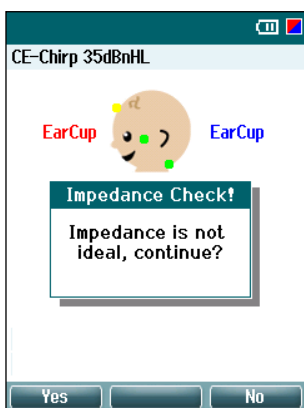 CE-Chirp 35dBnHL
EarCup EarCup
Impedance Check!
Impedance is not
ideal, continue?
Yes No